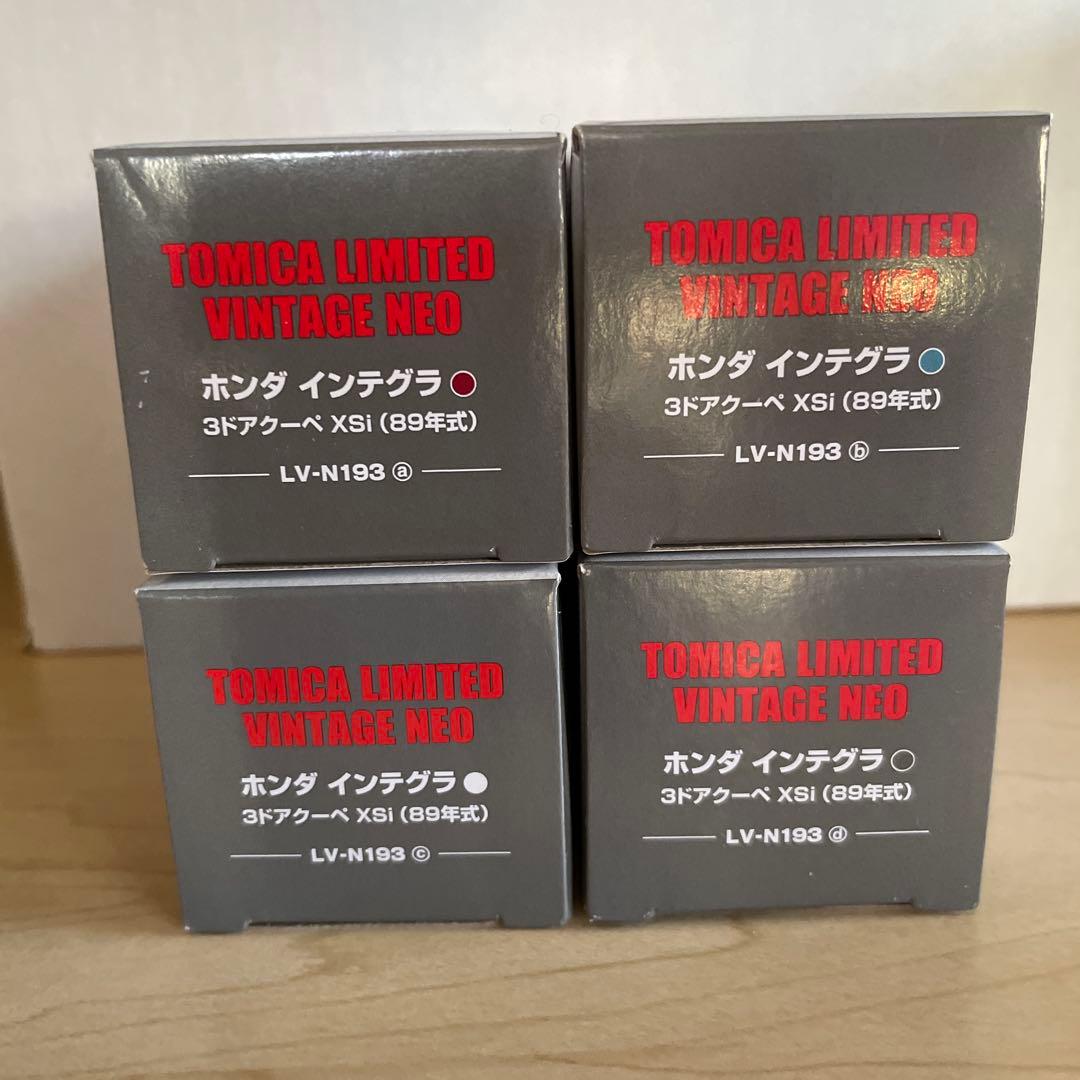 TOMICA LIMITED
VINTAGE NEO
ホンダ インテグラ
3ドアクーペ XSi（89年式）
LV-N193 ⓐ
TOMICA LIMITED
VINTAGE NEO
ホンダ インテグラ
3ドアクーペ XSi（89年式）
LV-N193 ⓑ
TOMICA LIMITED
VINTAGE NEO
ホンダ インテグラ
3ドアクーペ XSi（89年式）
LV-N193 ⓒ
TOMICA LIMITED
VINTAGE NEO
ホンダ インテグラ
3ドアクーペ XSi（89年式）
LV-N193 ⓓ